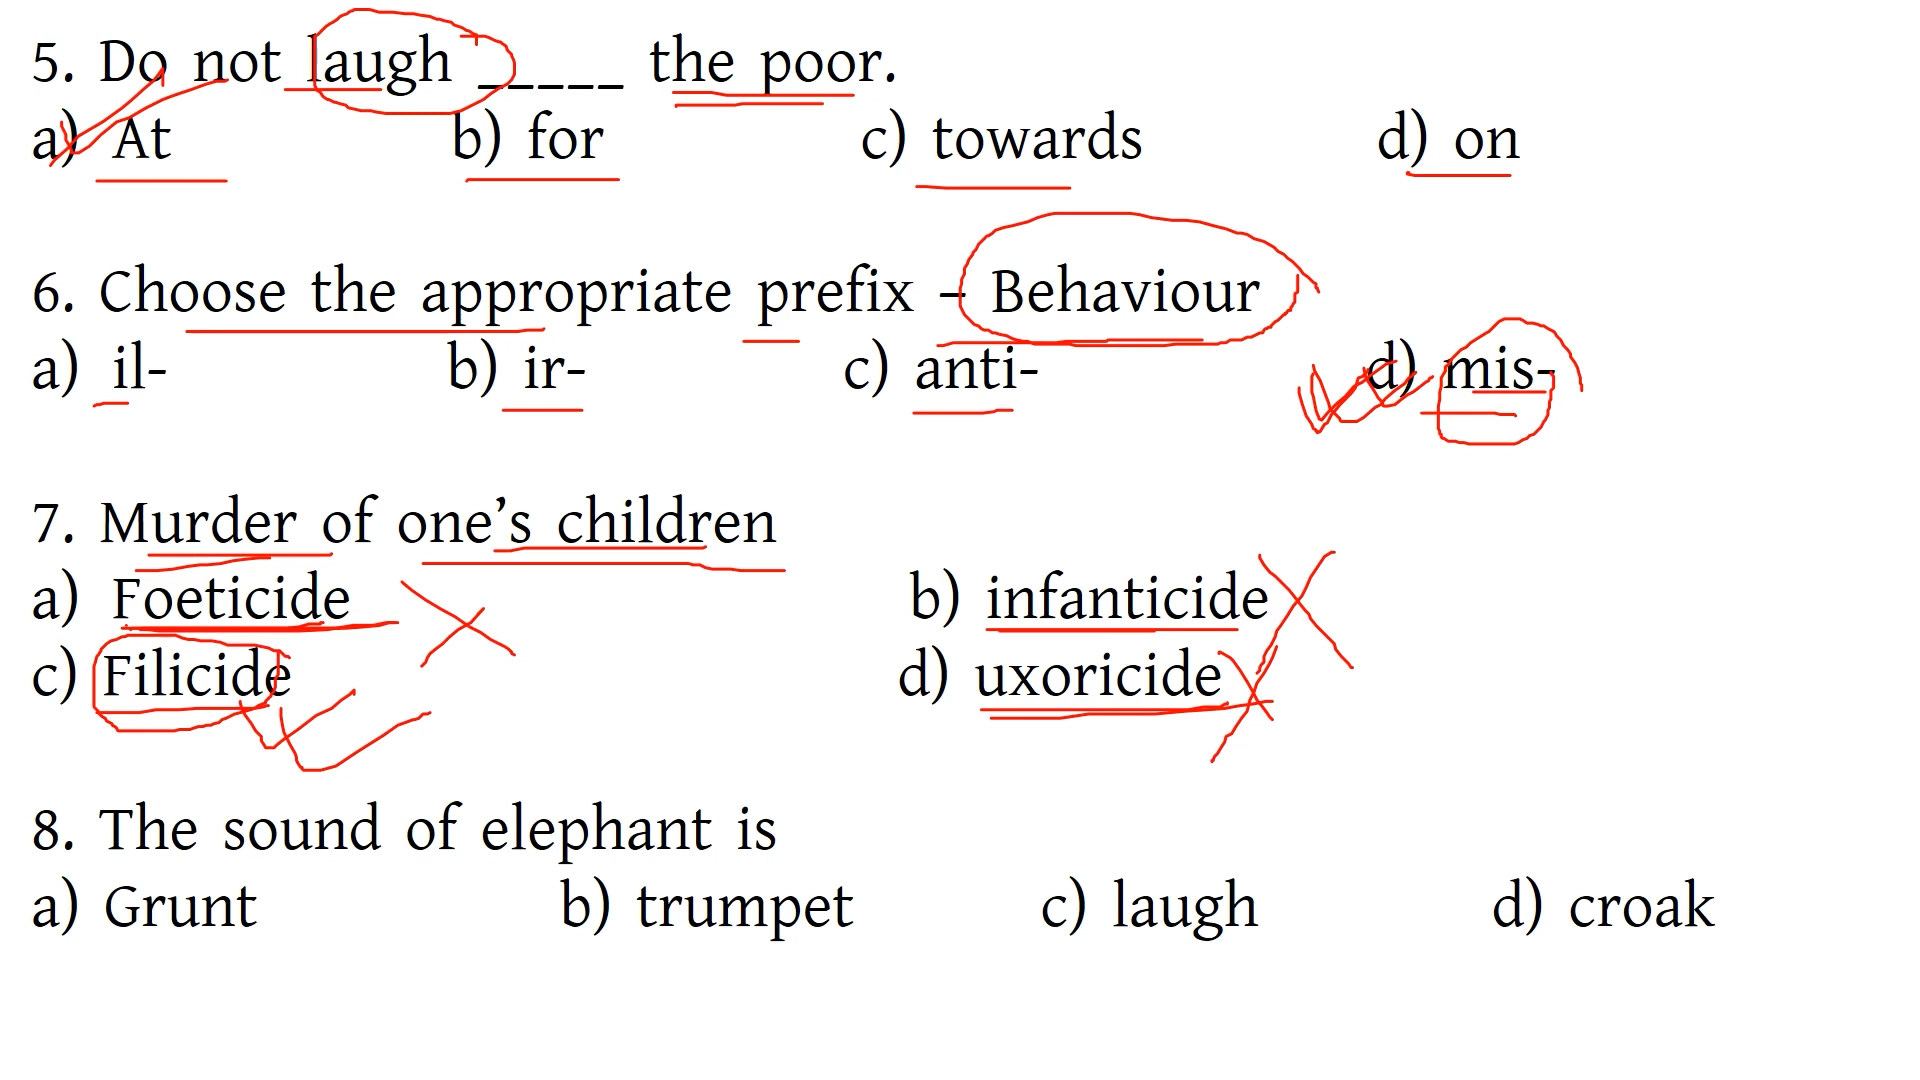 5. Do not laugh _____ the poor.
a) At b) for c) towards d) on
6. Choose the appropriate prefix – Behaviour
a) il- b) ir- c) anti- d) mis-
7. Murder of one’s children
a) Foeticide b) infanticide
c) Filicide d) uxoricide
8. The sound of elephant is
a) Grunt b) trumpet c) laugh d) croak